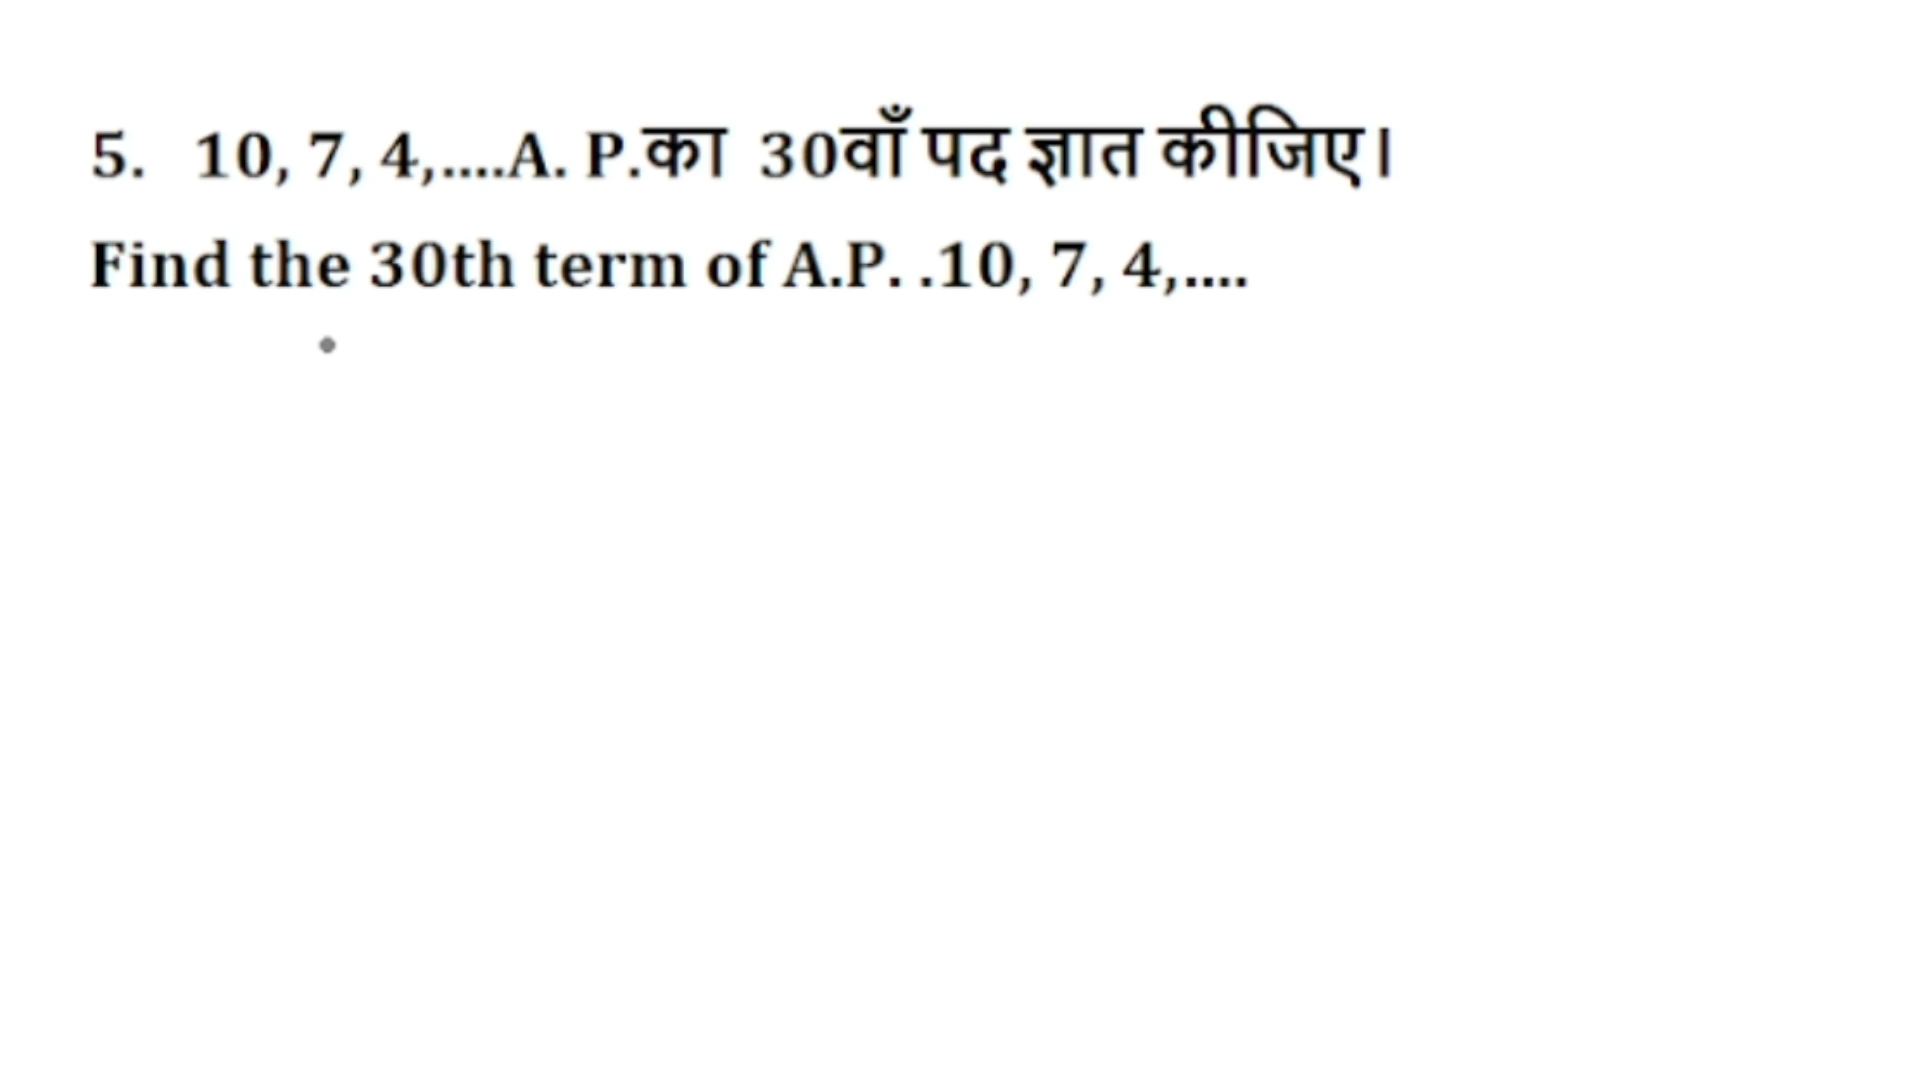 5. 10, 7, 4,....A. P.का 30वाँ पद ज्ञात कीजिए।
Find the 30th term of A.P. .10, 7, 4,....